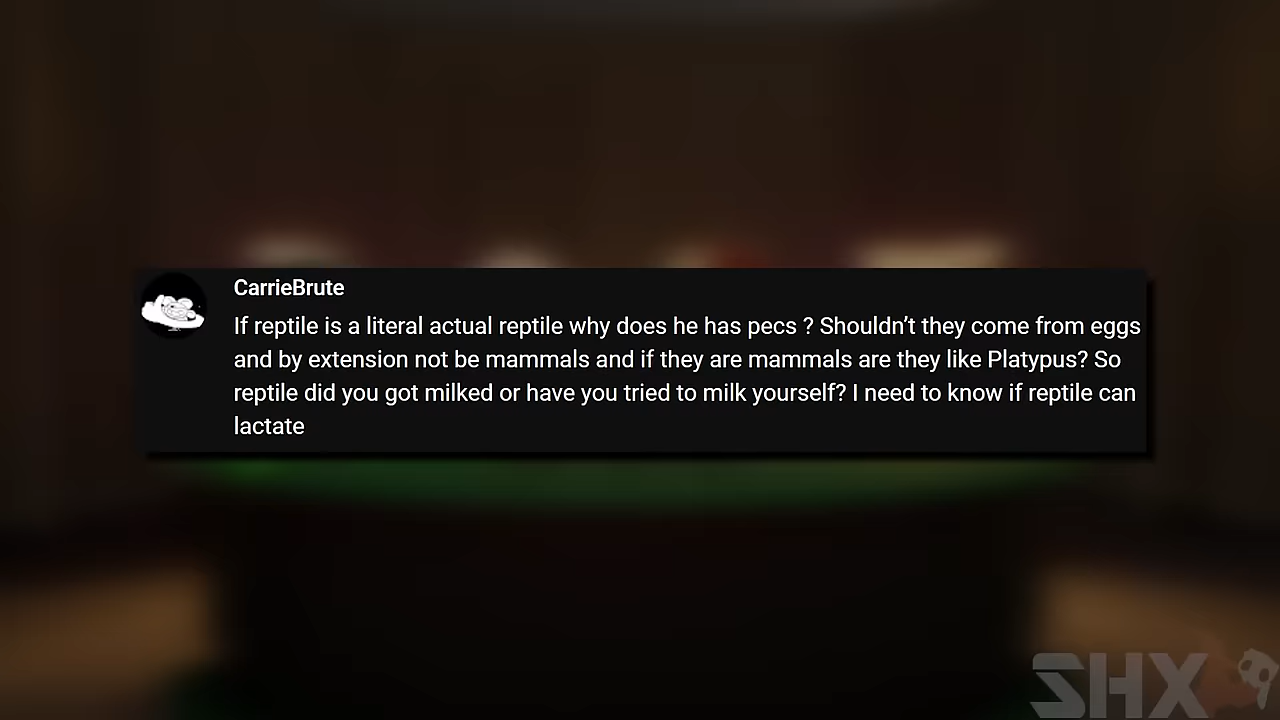 CarrieBrute
If reptile is a literal actual reptile why does he has pecs ? Shouldn’t they come from eggs
and by extension not be mammals and if they are mammals are they like Platypus? So
reptile did you got milked or have you tried to milk yourself? I need to know if reptile can
lactate
SHX